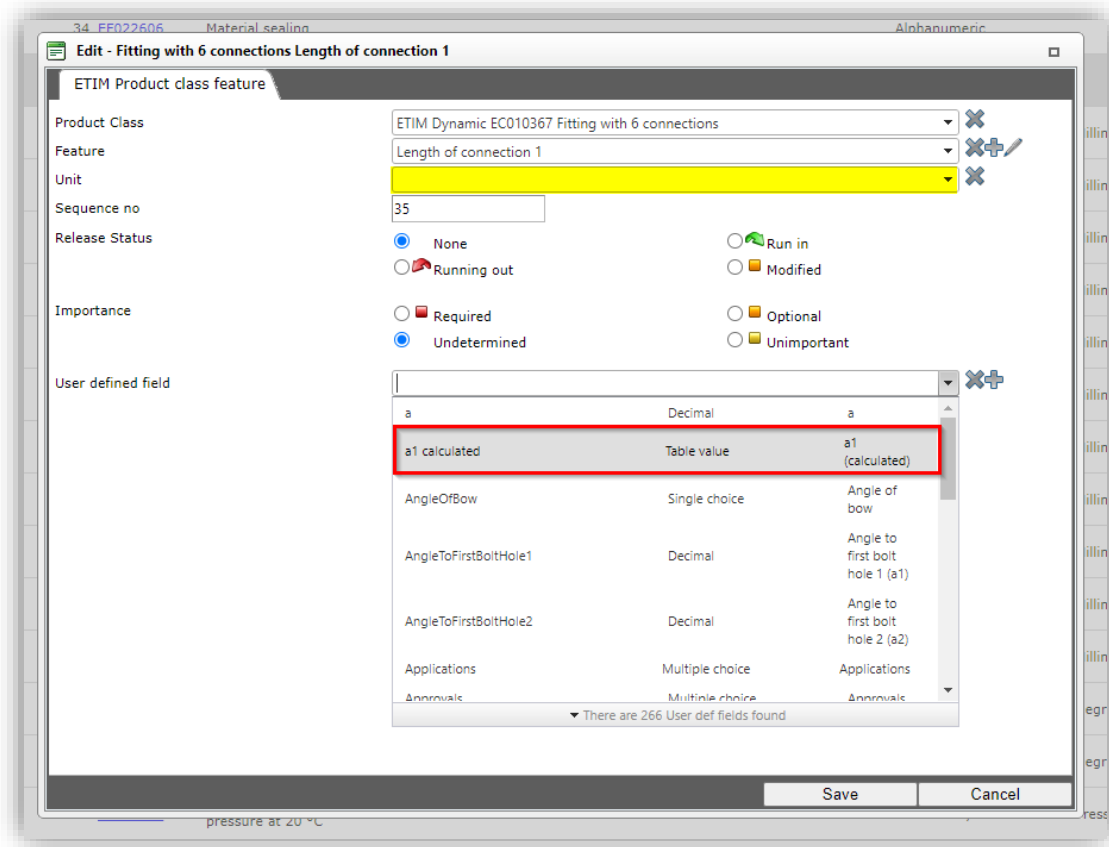 34 EF022606 Material sealing Alphanumeric
Edit - Fitting with 6 connections Length of connection 1
ETIM Product class feature
Product Class ETIM Dynamic EC010367 Fitting with 6 connections
Feature Length of connection 1
Unit
Sequence no 35
Release Status None Run in
Running out Modified
Importance Required Optional
Undetermined Unimportant
User defined field
a Decimal a
a1 calculated Table value a1
(calculated)
AngleOfBow Single choice Angle of
bow
AngleToFirstBoltHole1 Decimal Angle to
first bolt
hole 1 (a1)
AngleToFirstBoltHole2 Decimal Angle to
first bolt
hole 2 (a2)
Applications Multiple choice Applications
Approvals Multiple choice Approvals
There are 266 User def fields found
Save Cancel
pressure at 20 °C